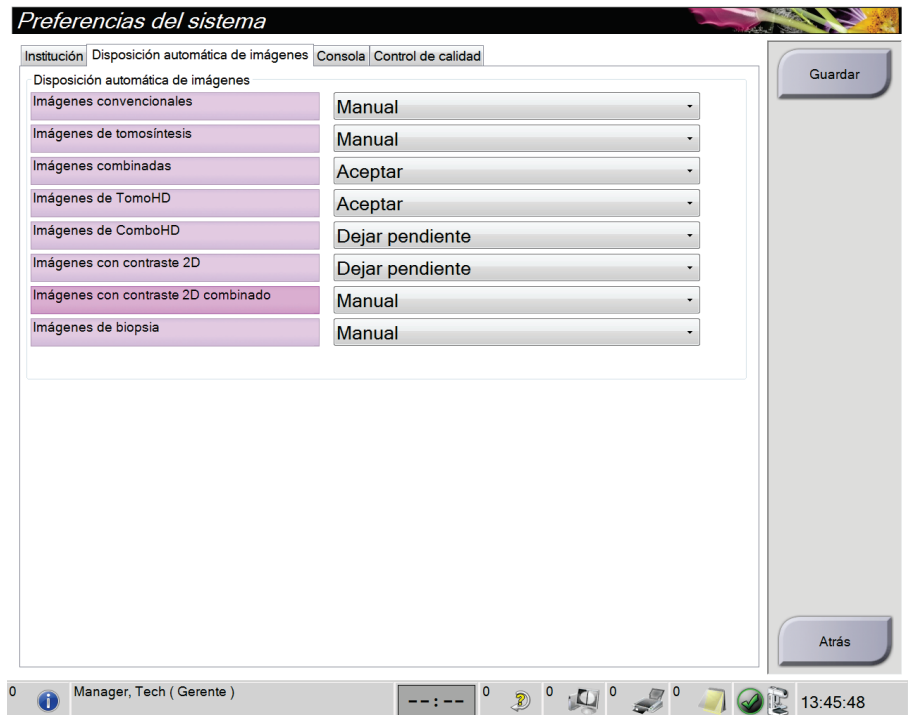 Preferencias del sistema
Institución Disposición automática de imágenes Consola Control de calidad
Guardar
Disposición automática de imágenes
Imágenes convencionales Manual
Imágenes de tomosíntesis Manual
Imágenes combinadas Aceptar
Imágenes de TomoHD Aceptar
Imágenes de ComboHD Dejar pendiente
Imágenes con contraste 2D Dejar pendiente
Imágenes con contraste 2D combinado Manual
Imágenes de biopsia Manual
Atrás
0 Manager, Tech ( Gerente ) --:-- 0 0 0 0 13:45:48